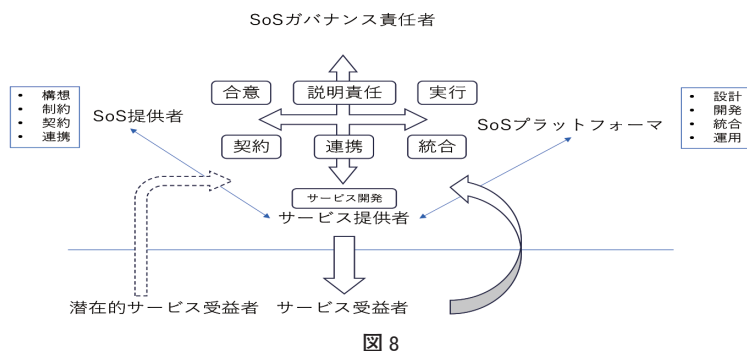 SoSガバナンス責任者
合意
説明責任
実行
• 構想
• 制約
• 契約
• 連携
SoS提供者
SoSプラットフォーマ
• 設計
• 開発
• 統合
• 運用
契約
連携
統合
サービス開発
サービス提供者
潜在的サービス受益者
サービス受益者
図 8